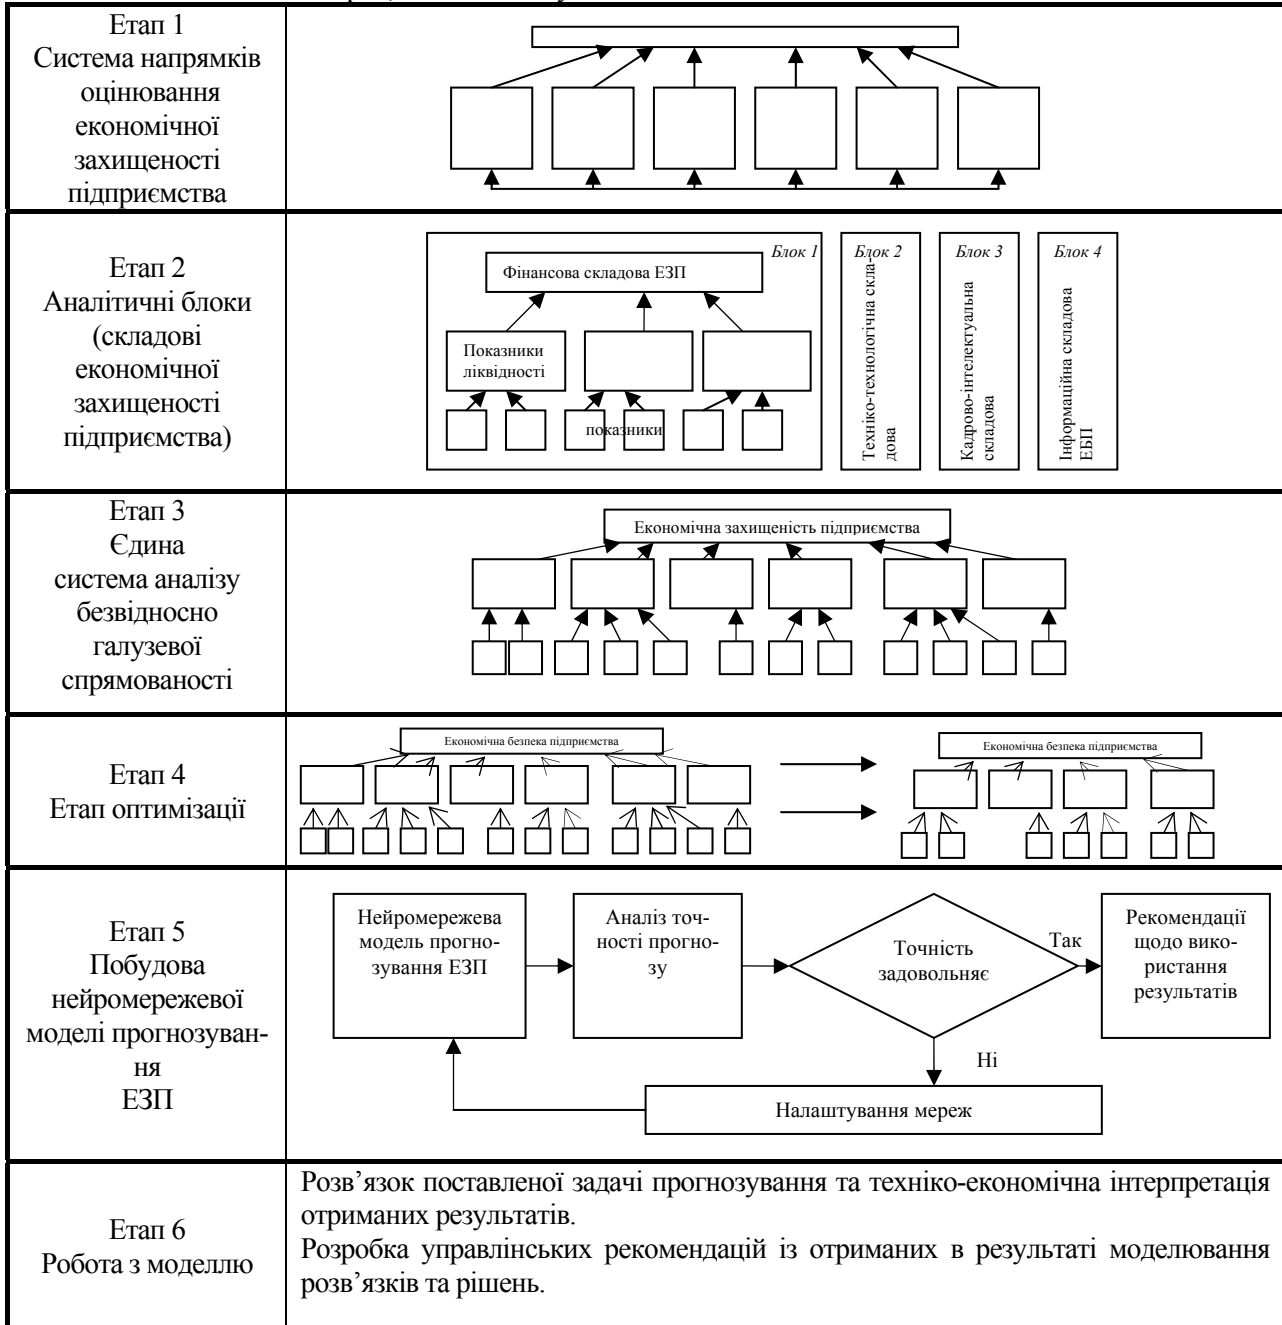 Етап 1
Система напрямків
оцінювання
економічної
захищеності
підприємства
Етап 2
Аналітичні блоки
(складові
економічної
захищеності
підприємства)
Блок 1
Фінансова складова ЕЗП
Показники
ліквідності
показники
Блок 2
Техніко-технологічна скла-
дова
Блок 3
Кадрово-інтелектуальна
складова
Блок 4
Інформаційна складова
ЕБП
Етап 3
Єдина
система аналізу
безвідносно
галузевої
спрямованості
Економічна захищеність підприємства
Етап 4
Етап оптимізації
Економічна безпека підприємства
Економічна безпека підприємства
Етап 5
Побудова
нейромережевої
моделі прогнозуван-
ня
ЕЗП
Нейромережева
модель прогно-
зування ЕЗП
Аналіз точ-
ності прогно-
зу
Точність
задовольняє
Так
Рекомендації
щодо вико-
ристання
результатів
Ні
Налаштування мереж
Етап 6
Робота з моделлю
Розв’язок поставленої задачі прогнозування та техніко-економічна інтерпретація
отриманих результатів.
Розробка управлінських рекомендацій із отриманих в результаті моделювання
розв’язків та рішень.